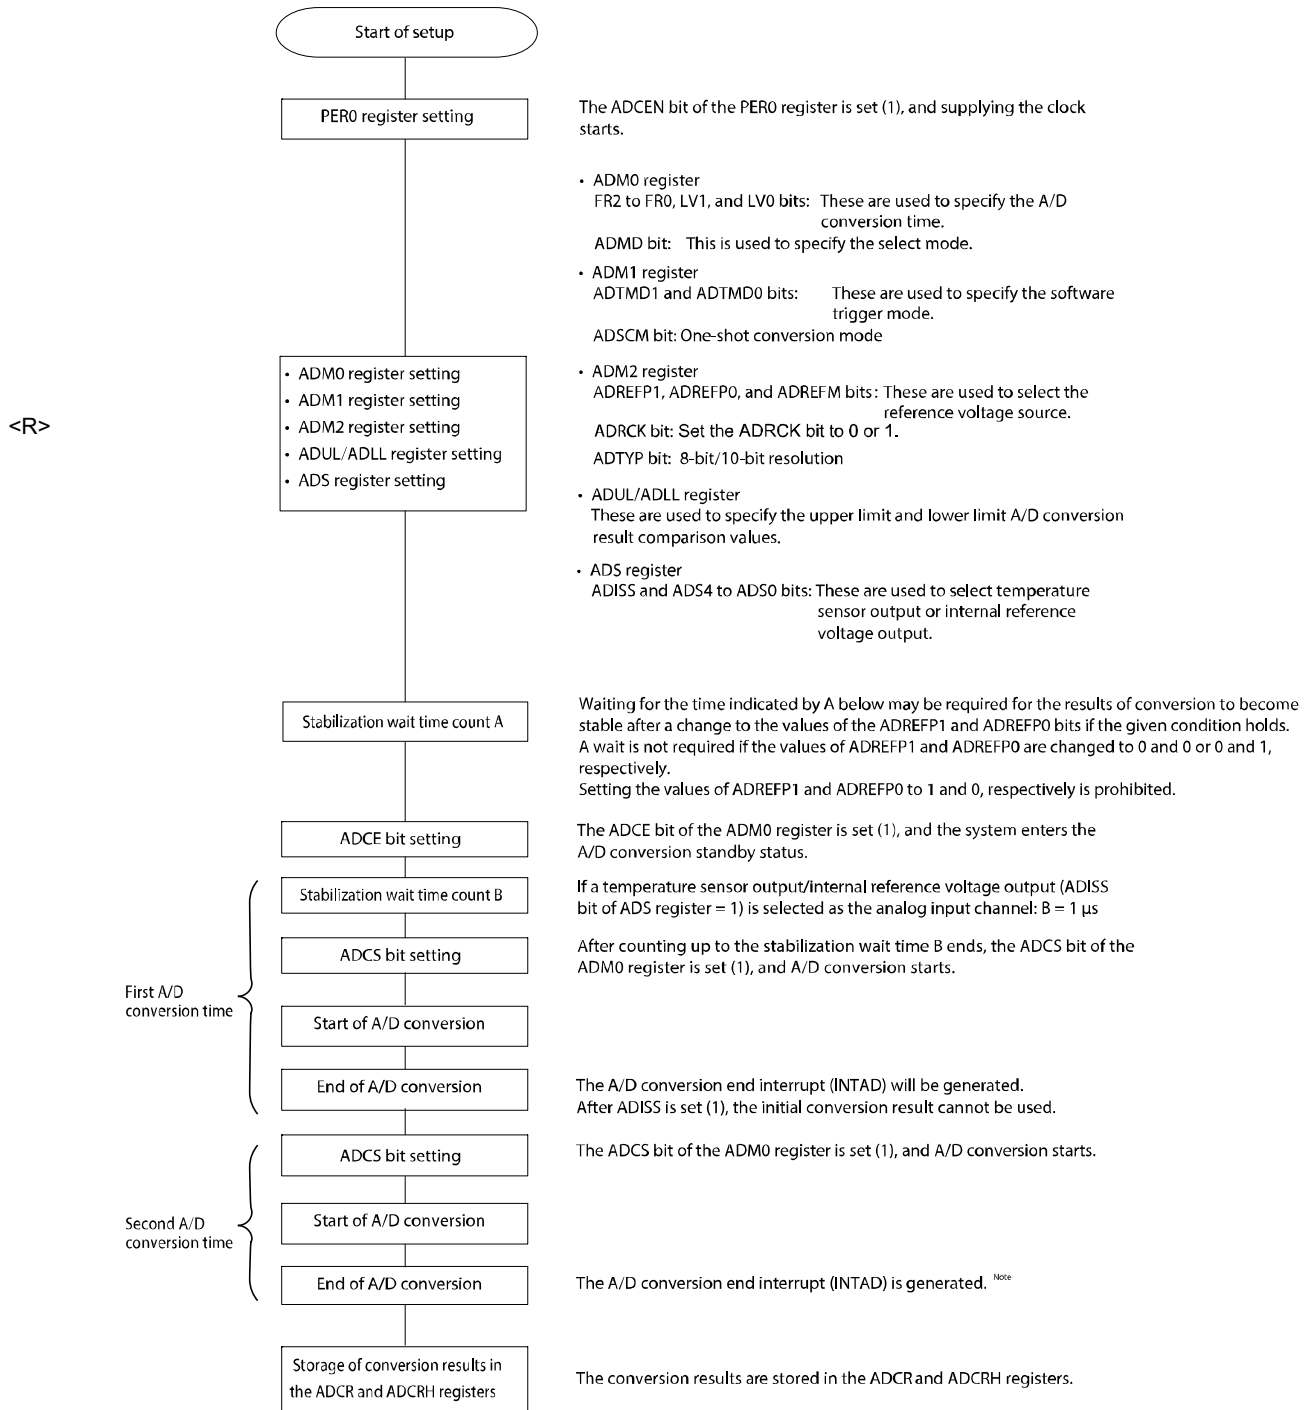 Start of setup
PER0 register setting
The ADCEN bit of the PER0 register is set (1), and supplying the clock
starts.
• ADM0 register
FR2 to FR0, LV1, and LV0 bits: These are used to specify the A/D
conversion time.
ADMD bit: This is used to specify the select mode.
• ADM1 register
ADTMD1 and ADTMD0 bits: These are used to specify the software
trigger mode.
ADSCM bit: One-shot conversion mode
<R>
• ADM0 register setting
• ADM1 register setting
• ADM2 register setting
• ADUL/ADLL register setting
• ADS register setting
• ADM2 register
ADREFP1, ADREFP0, and ADREFM bits: These are used to select the
reference voltage source.
ADRCK bit: Set the ADRCK bit to 0 or 1.
ADTYP bit: 8-bit/10-bit resolution
• ADUL/ADLL register
These are used to specify the upper limit and lower limit A/D conversion
result comparison values.
• ADS register
ADISS and ADS4 to ADS0 bits: These are used to select temperature
sensor output or internal reference
voltage output.
Stabilization wait time count A
Waiting for the time indicated by A below may be required for the results of conversion to become
stable after a change to the values of the ADREFP1 and ADREFP0 bits if the given condition holds.
A wait is not required if the values of ADREFP1 and ADREFP0 are changed to 0 and 0 or 0 and 1,
respectively.
Setting the values of ADREFP1 and ADREFP0 to 1 and 0, respectively is prohibited.
ADCE bit setting
The ADCE bit of the ADM0 register is set (1), and the system enters the
A/D conversion standby status.
First A/D
conversion time
Stabilization wait time count B
If a temperature sensor output/internal reference voltage output (ADISS
bit of ADS register = 1) is selected as the analog input channel: B = 1 μs
ADCS bit setting
After counting up to the stabilization wait time B ends, the ADCS bit of the
ADM0 register is set (1), and A/D conversion starts.
Start of A/D conversion
End of A/D conversion
The A/D conversion end interrupt (INTAD) will be generated.
After ADISS is set (1), the initial conversion result cannot be used.
Second A/D
conversion time
ADCS bit setting
The ADCS bit of the ADM0 register is set (1), and A/D conversion starts.
Start of A/D conversion
End of A/D conversion
The A/D conversion end interrupt (INTAD) is generated. Note
Storage of conversion results in
the ADCR and ADCRH registers
The conversion results are stored in the ADCR and ADCRH registers.